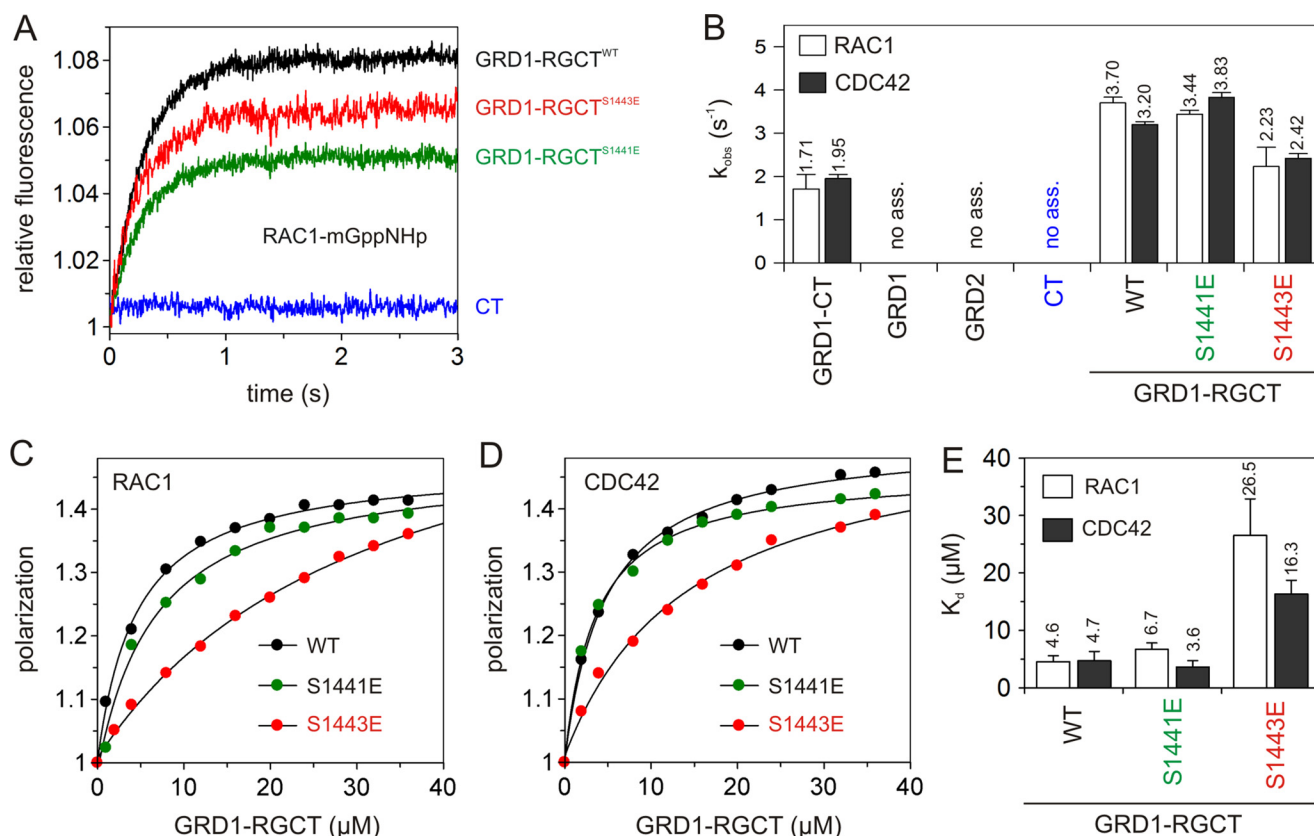 A
relative fluorescence
1.08
1.06
1.04
1.02
1
0
1
2
3
time (s)
GRD1-RGCT^WT
GRD1-RGCT^S1443E
GRD1-RGCT^S1441E
RAC1-mGppNHp
CT
B
k_obs (s⁻¹)
5
4
3
2
1
0
RAC1
CDC42
1.71
1.95
no ass.
no ass.
no ass.
3.70
3.20
3.44
3.83
2.23
2.42
GRD1-CT
GRD1
GRD2
CT
WT
S1441E
S1443E
GRD1-RGCT
C
RAC1
polarization
1.4
1.3
1.2
1.1
1
WT
S1441E
S1443E
0
10
20
30
40
GRD1-RGCT (µM)
D
CDC42
polarization
1.4
1.3
1.2
1.1
1
WT
S1441E
S1443E
0
10
20
30
40
GRD1-RGCT (µM)
E
K_d (µM)
40
30
20
10
0
RAC1
CDC42
4.6
4.7
6.7
3.6
26.5
16.3
WT
S1441E
S1443E
GRD1-RGCT